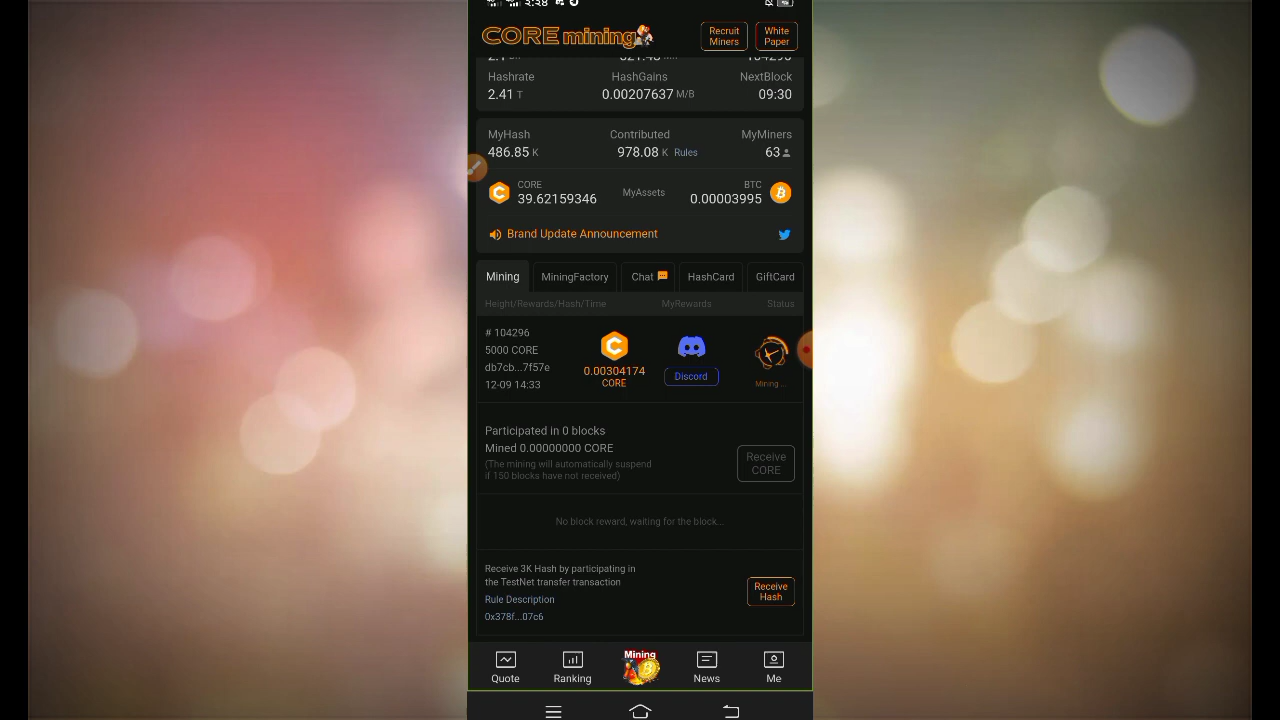 3:38
CORE mining
Recruit
Miners
White
Paper
Hashrate
HashGains
NextBlock
2.41 T
0.00207637 M/B
09:30
MyHash
Contributed
MyMiners
486.85 K
978.08 K Rules
63
CORE
39.62159346
MyAssets
BTC
0.00003995
Brand Update Announcement
Mining
MiningFactory
Chat
HashCard
GiftCard
Height/Rewards/Hash/Time
MyRewards
Status
# 104296
5000 CORE
db7cb...7f57e
12-09 14:33
0.00304174
CORE
Discord
Mining ...
Participated in 0 blocks
Mined 0.00000000 CORE
(The mining will automatically suspend
if 150 blocks have not received)
Receive
CORE
No block reward, waiting for the block...
Receive 3K Hash by participating in
the TestNet transfer transaction
Rule Description
0x378f...07c6
Receive
Hash
Quote
Ranking
Mining
News
Me